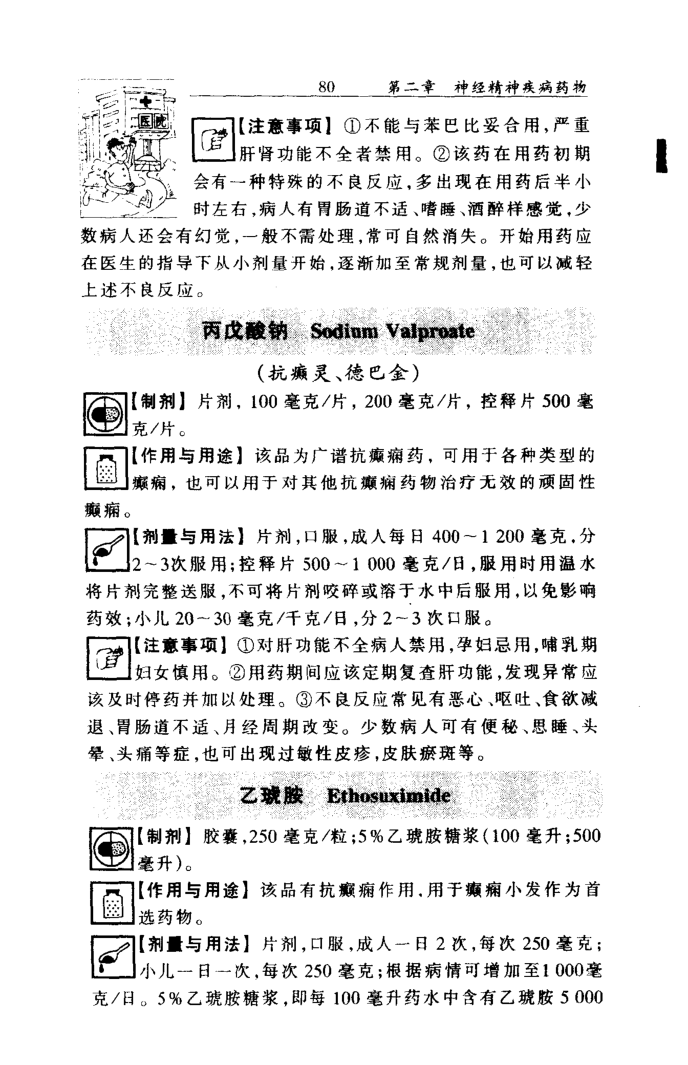 80 第二章 神经精神疾病药物
医院
【注意事项】 ①不能与苯巴比妥合用,严重
肝肾功能不全者禁用。②该药在用药初期
会有一种特殊的不良反应,多出现在用药后半小
时左右,病人有胃肠道不适、嗜睡、酒醉样感觉,少
数病人还会有幻觉,一般不需处理,常可自然消失。开始用药应
在医生的指导下从小剂量开始,逐渐加至常规剂量,也可以减轻
上述不良反应。
丙戊酸钠 Sodium Valproate
(抗癫灵、德巴金)
【制剂】 片剂, 100 毫克/片, 200 毫克/片, 控释片 500 毫
克/片。
【作用与用途】 该品为广谱抗癫痫药, 可用于各种类型的
癫痫, 也可以用于对其他抗癫痫药物治疗无效的顽固性
癫痫。
【剂量与用法】 片剂,口服,成人每日 400～1 200 毫克,分
2～3次服用;控释片 500～1 000 毫克/日,服用时用温水
将片剂完整送服,不可将片剂咬碎或溶于水中后服用,以免影响
药效;小儿 20～30 毫克/千克/日,分 2～3 次口服。
【注意事项】 ①对肝功能不全病人禁用,孕妇忌用,哺乳期
妇女慎用。②用药期间应该定期复查肝功能,发现异常应
该及时停药并加以处理。③不良反应常见有恶心、呕吐、食欲减
退、胃肠道不适、月经周期改变。少数病人可有便秘、思睡、头
晕、头痛等症,也可出现过敏性皮疹,皮肤瘀斑等。
乙琥胺 Ethosuximide
【制剂】 胶囊,250 毫克/粒;5%乙琥胺糖浆(100 毫升;500
毫升)。
【作用与用途】 该品有抗癫痫作用,用于癫痫小发作为首
选药物。
【剂量与用法】 片剂,口服,成人一日 2 次,每次 250 毫克;
小儿一日一次,每次 250 毫克;根据病情可增加至1 000毫
克/日。5%乙琥胺糖浆,即每 100 毫升药水中含有乙琥胺 5 000